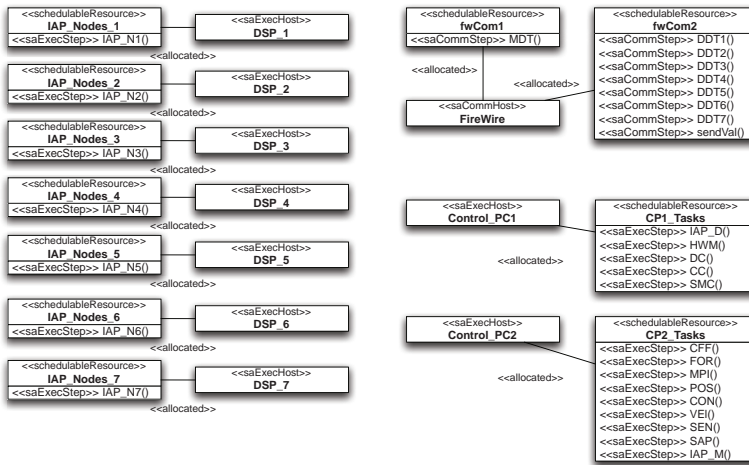 <<schedulableResource>>
IAP_Nodes_1
<<saExecStep>> IAP_N1()
<<saExecHost>>
DSP_1
<<allocated>>
<<schedulableResource>>
IAP_Nodes_2
<<saExecStep>> IAP_N2()
<<saExecHost>>
DSP_2
<<allocated>>
<<schedulableResource>>
IAP_Nodes_3
<<saExecStep>> IAP_N3()
<<saExecHost>>
DSP_3
<<allocated>>
<<schedulableResource>>
IAP_Nodes_4
<<saExecStep>> IAP_N4()
<<saExecHost>>
DSP_4
<<allocated>>
<<schedulableResource>>
IAP_Nodes_5
<<saExecStep>> IAP_N5()
<<saExecHost>>
DSP_5
<<allocated>>
<<schedulableResource>>
IAP_Nodes_6
<<saExecStep>> IAP_N6()
<<saExecHost>>
DSP_6
<<allocated>>
<<schedulableResource>>
IAP_Nodes_7
<<saExecStep>> IAP_N7()
<<saExecHost>>
DSP_7
<<allocated>>
<<schedulableResource>>
fwCom1
<<saCommStep>> MDT()
<<allocated>>
<<allocated>>
<<saCommHost>>
FireWire
<<schedulableResource>>
fwCom2
<<saCommStep>> DDT1()
<<saCommStep>> DDT2()
<<saCommStep>> DDT3()
<<saCommStep>> DDT4()
<<saCommStep>> DDT5()
<<saCommStep>> DDT6()
<<saCommStep>> DDT7()
<<saCommStep>> sendVal()
<<saExecHost>>
Control_PC1
<<allocated>>
<<schedulableResource>>
CP1_Tasks
<<saExecStep>> IAP_D()
<<saExecStep>> HWM()
<<saExecStep>> DC()
<<saExecStep>> CC()
<<saExecStep>> SMC()
<<saExecHost>>
Control_PC2
<<allocated>>
<<schedulableResource>>
CP2_Tasks
<<saExecStep>> CFF()
<<saExecStep>> FOR()
<<saExecStep>> MPI()
<<saExecStep>> POS()
<<saExecStep>> CON()
<<saExecStep>> VEI()
<<saExecStep>> SEN()
<<saExecStep>> SAP()
<<saExecStep>> IAP_M()